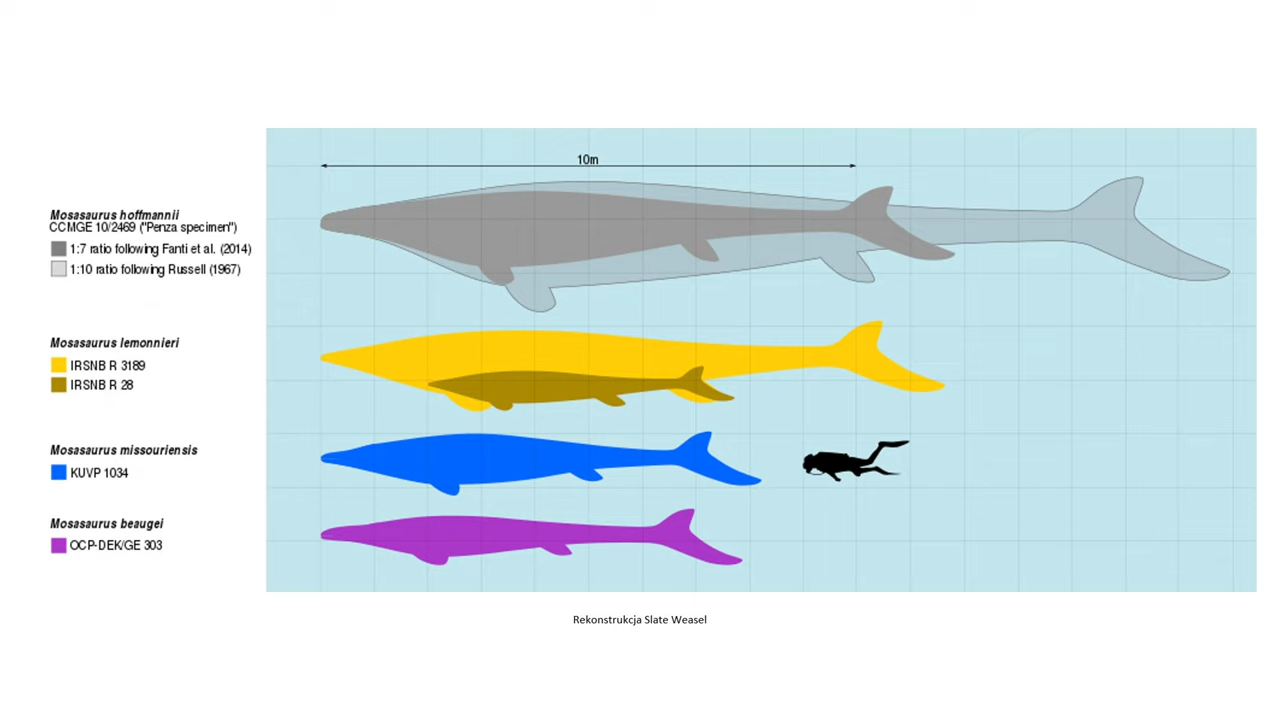 10m
Mosasaurus hoffmannii
CCMGE 10/2469 ("Penza specimen")
1:7 ratio following Fanti et al. (2014)
1:10 ratio following Russell (1967)
Mosasaurus lemonnieri
IRSNB R 3189
IRSNB R 28
Mosasaurus missouriensis
KUVP 1034
Mosasaurus beaugei
OCP-DEK/GE 303
Rekonstrukcja Slate Weasel